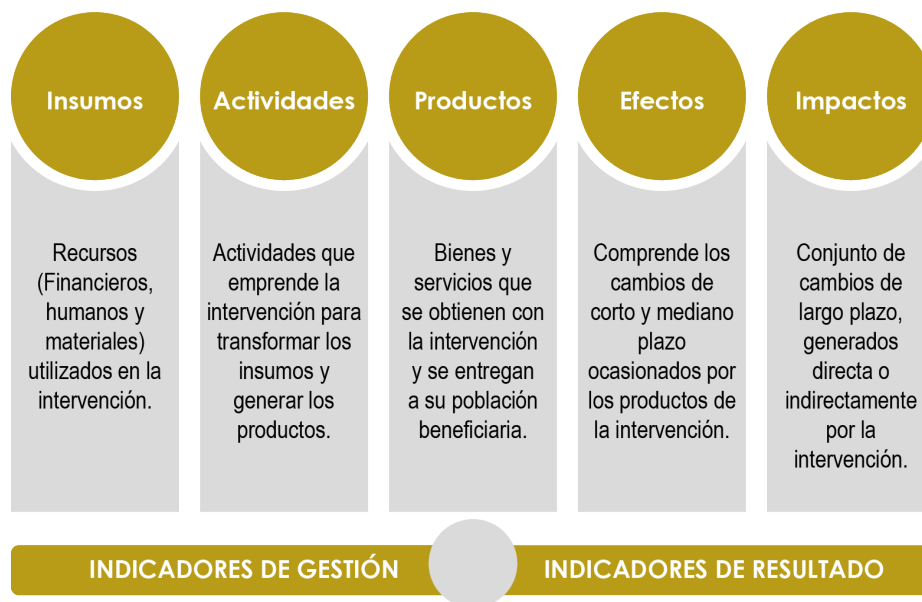 Insumos
Recursos
(Financieros,
humanos y
materiales)
utilizados en la
intervención.
Actividades
Actividades que
emprende la
intervención para
transformar los
insumos y
generar los
productos.
Productos
Bienes y
servicios que
se obtienen con
la intervención
y se entregan
a su población
beneficiaria.
Efectos
Comprende los
cambios de
corto y mediano
plazo
ocasionados por
los productos de
la intervención.
Impactos
Conjunto de
cambios de
largo plazo,
generados
directa o
indirectamente
por la
intervención.
INDICADORES DE GESTIÓN
INDICADORES DE RESULTADO